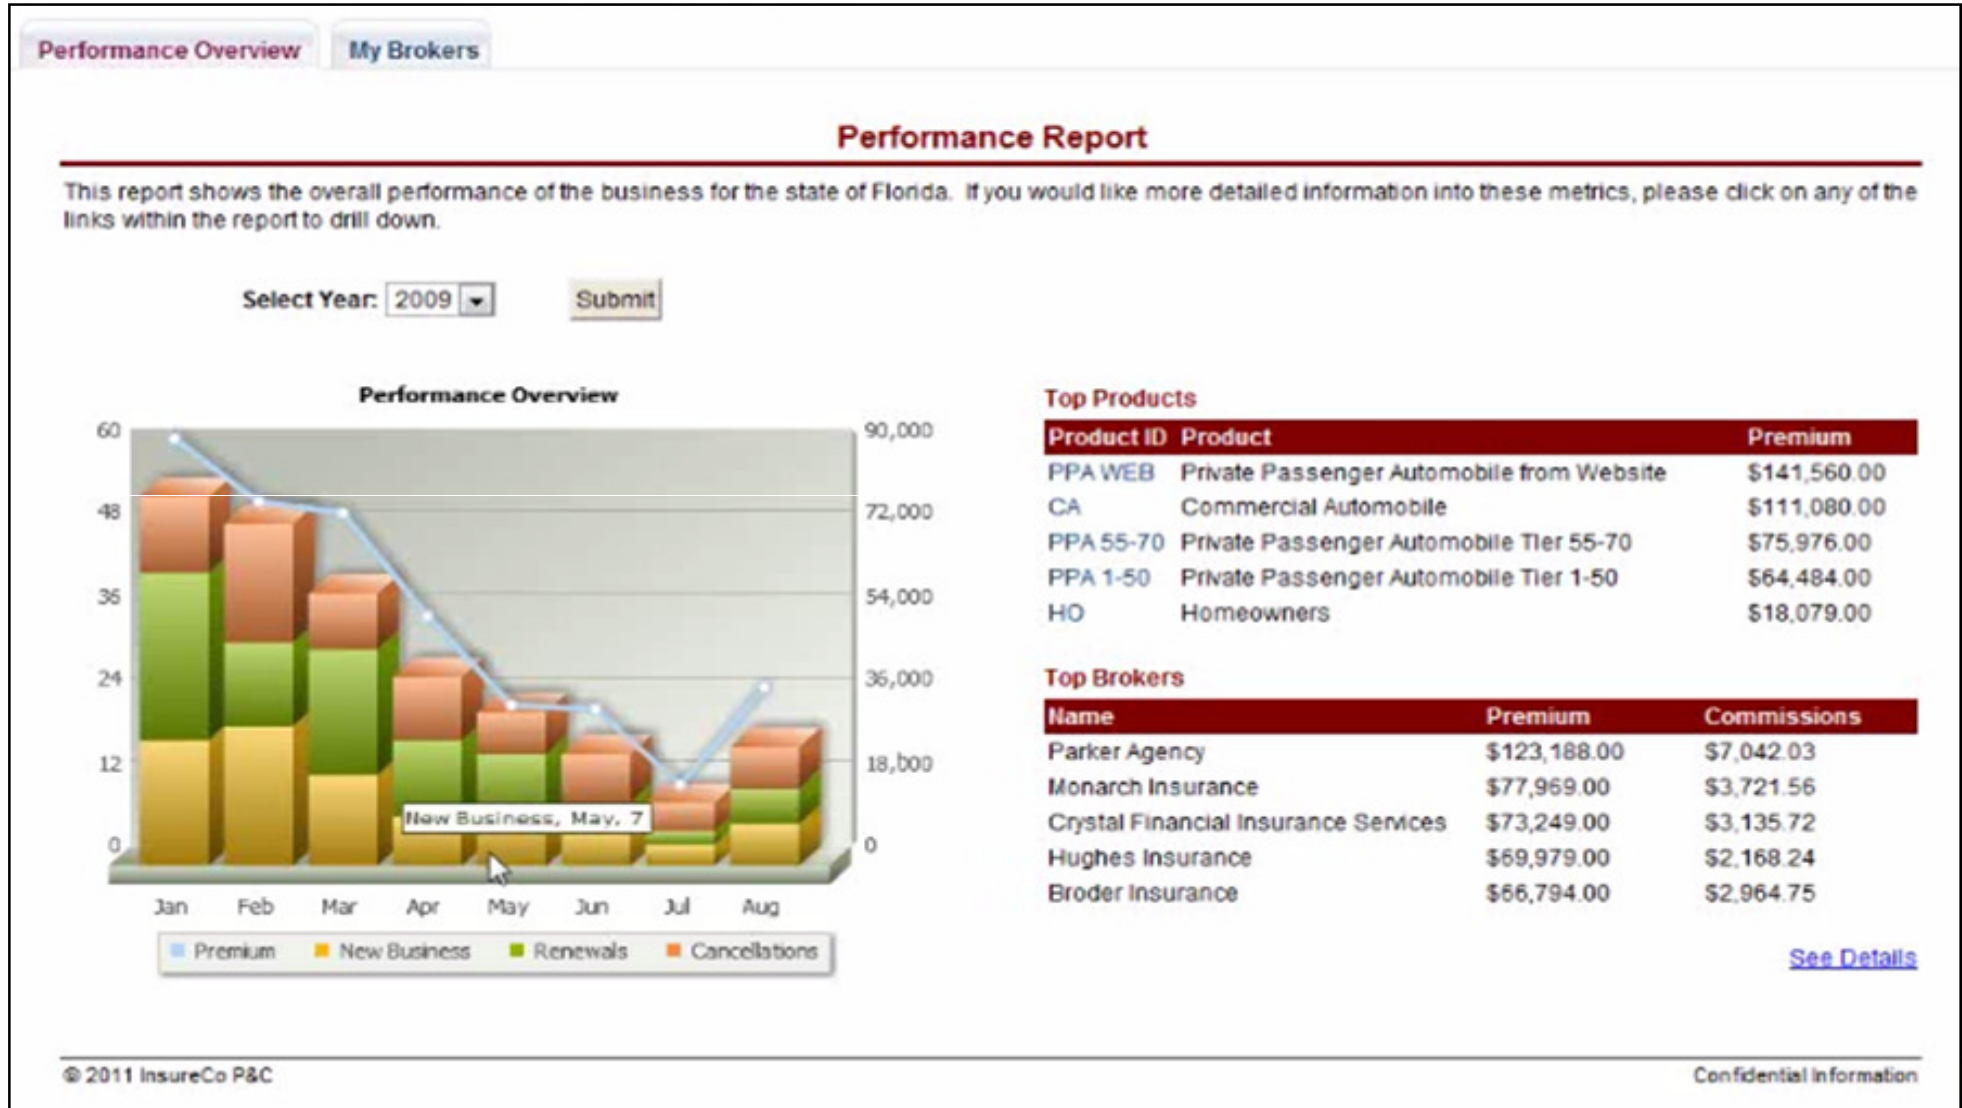 Performance Overview
My Brokers
Performance Report
This report shows the overall performance of the business for the state of Florida. If you would like more detailed information into these metrics, please click on any of the
links within the report to drill down.
Select Year: 2009 Submit
Performance Overview
60 90,000
48 72,000
36 54,000
24 36,000
12 18,000
0 0
New Business, May, 7
Jan Feb Mar Apr May Jun Jul Aug
Premium New Business Renewals Cancellations
Top Products
Product ID Product Premium
PPA WEB Private Passenger Automobile from Website $141,560.00
CA Commercial Automobile $111,080.00
PPA 55-70 Private Passenger Automobile Tier 55-70 $75,976.00
PPA 1-50 Private Passenger Automobile Tier 1-50 $64,484.00
HO Homeowners $18,079.00
Top Brokers
Name Premium Commissions
Parker Agency $123,188.00 $7,042.03
Monarch Insurance $77,969.00 $3,721.56
Crystal Financial Insurance Services $73,249.00 $3,135.72
Hughes Insurance $69,979.00 $2,168.24
Broder Insurance $66,794.00 $2,964.75
See Details
© 2011 InsureCo P&C Confidential Information